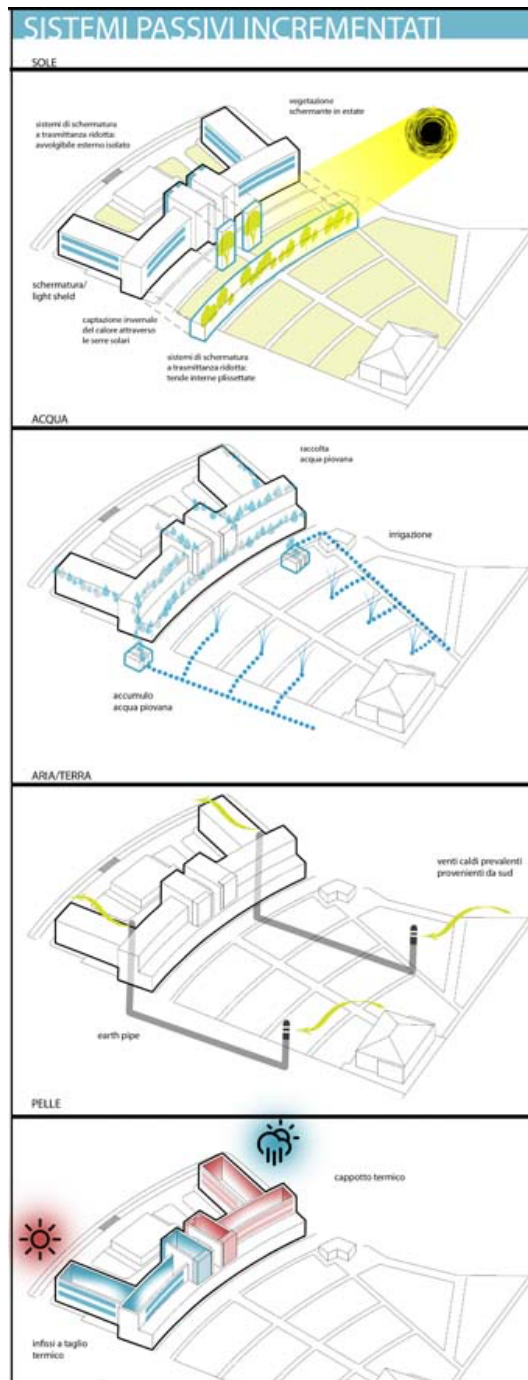 SISTEMI PASSIVI INCREMENTATI
SOLE
sistemi di schermatura
a trasmittanza ridotta:
avvolgibile esterno isolato
vegetazione
schermante in estate
schermatura/
light sheld
captazione invernale
del calore attraverso
le serre solari
sistemi di schermatura
a trasmittanza ridotta:
tende interne plissettate
ACQUA
raccolta
acqua piovana
irrigazione
accumulo
acqua piovana
ARIA/TERRA
venti caldi prevalenti
provenienti da sud
earth pipe
PELLE
cappotto termico
infissi a taglio
termico